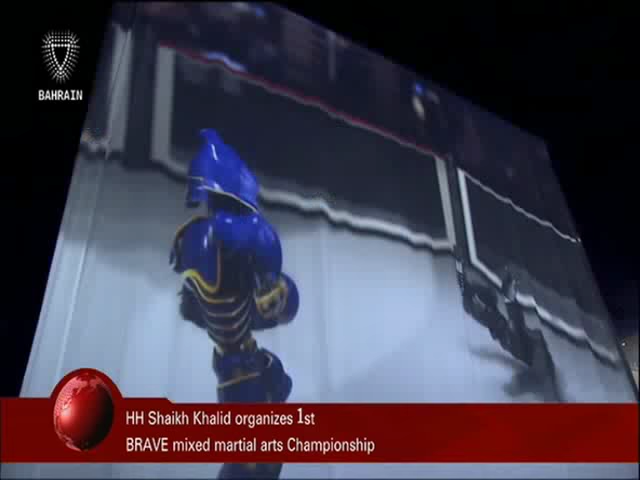 BAHRAIN
HH Shaikh Khalid organizes 1st
BRAVE mixed martial arts Championship